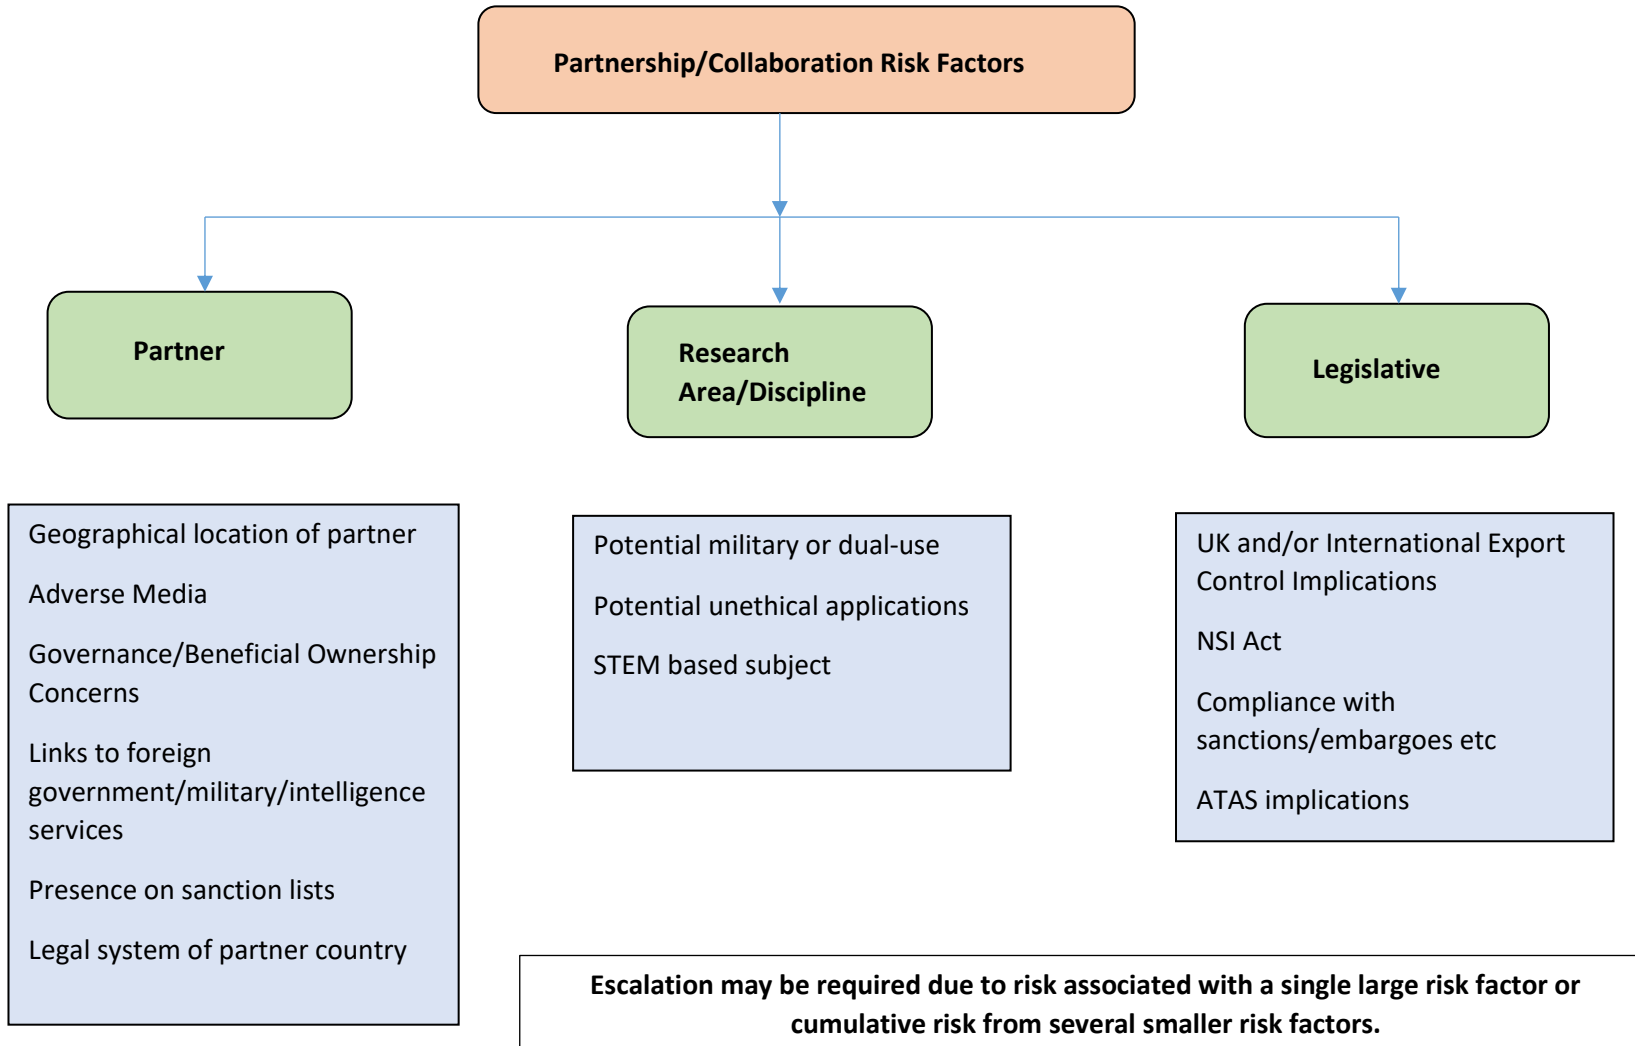 Partnership/Collaboration Risk Factors
Partner
Research
Area/Discipline
Legislative
Geographical location of partner
Adverse Media
Governance/Beneficial Ownership
Concerns
Links to foreign
government/military/intelligence
services
Presence on sanction lists
Legal system of partner country
Potential military or dual-use
Potential unethical applications
STEM based subject
UK and/or International Export
Control Implications
NSI Act
Compliance with
sanctions/embargoes etc
ATAS implications
Escalation may be required due to risk associated with a single large risk factor or
cumulative risk from several smaller risk factors.